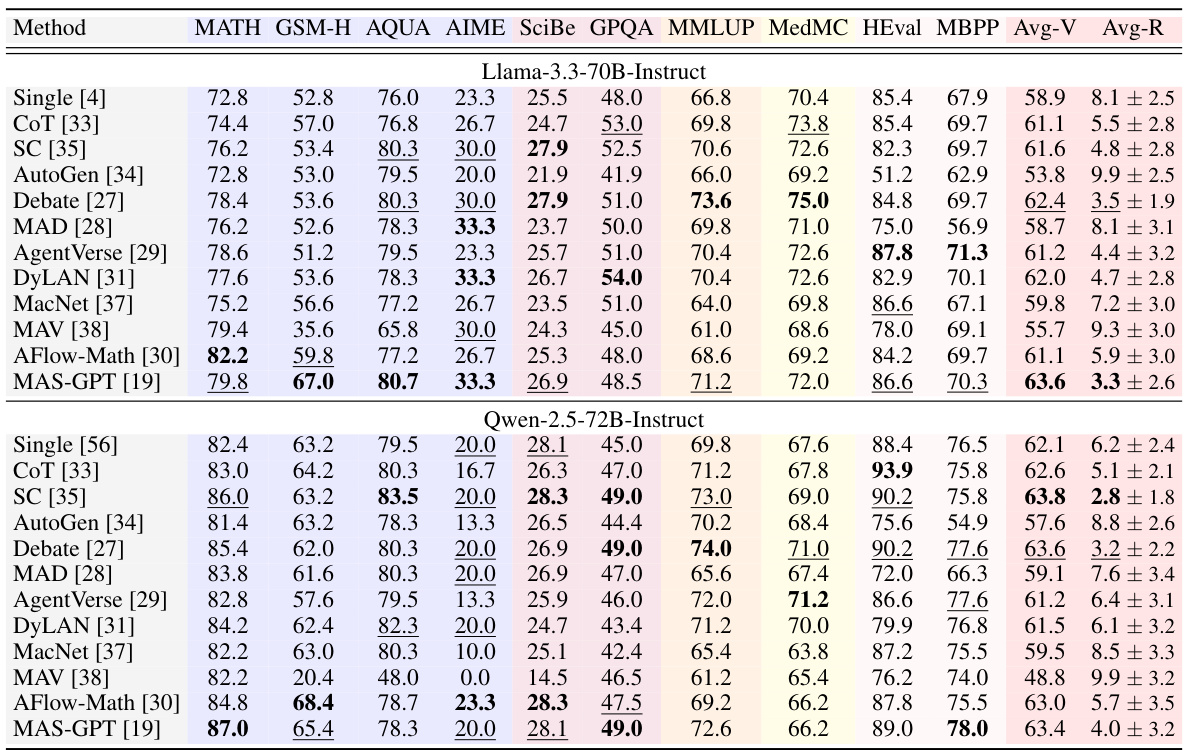 Method MATH GSM-H AQUA AIME SciBe GPQA MMLUP MedMC HEval MBPP Avg-V Avg-R
Llama-3.3-70B-Instruct
Single [4] 72.8 52.8 76.0 23.3 25.5 48.0 66.8 70.4 85.4 67.9 58.9 8.1 ± 2.5
CoT [33] 74.4 57.0 76.8 26.7 24.7 53.0 69.8 73.8 85.4 69.7 61.1 5.5 ± 2.8
SC [35] 76.2 53.4 80.3 30.0 27.9 52.5 70.6 72.6 82.3 69.7 61.6 4.8 ± 2.8
AutoGen [34] 72.8 53.0 79.5 20.0 21.9 41.9 66.0 69.2 51.2 62.9 53.8 9.9 ± 2.5
Debate [27] 78.4 53.6 80.3 30.0 27.9 51.0 73.6 75.0 84.8 69.7 62.4 3.5 ± 1.9
MAD [28] 76.2 52.6 78.3 33.3 23.7 50.0 69.8 71.0 75.0 56.9 58.7 8.1 ± 3.1
AgentVerse [29] 78.6 51.2 79.5 23.3 25.7 51.0 70.4 72.6 87.8 71.3 61.2 4.4 ± 3.2
DyLAN [31] 77.6 53.6 78.3 33.3 26.7 54.0 70.4 72.6 82.9 70.1 62.0 4.7 ± 2.8
MacNet [37] 75.2 56.6 77.2 26.7 23.5 51.0 64.0 69.8 86.6 67.1 59.8 7.2 ± 3.0
MAV [38] 79.4 35.6 65.8 30.0 24.3 45.0 61.0 68.6 78.0 69.1 55.7 9.3 ± 3.0
AFlow-Math [30] 82.2 59.8 77.2 26.7 25.3 48.0 68.6 69.2 84.2 69.7 61.1 5.9 ± 3.0
MAS-GPT [19] 79.8 67.0 80.7 33.3 26.9 48.5 71.2 72.0 86.6 70.3 63.6 3.3 ± 2.6
Qwen-2.5-72B-Instruct
Single [56] 82.4 63.2 79.5 20.0 28.1 45.0 69.8 67.6 88.4 76.5 62.1 6.2 ± 2.4
CoT [33] 83.0 64.2 80.3 16.7 26.3 47.0 71.2 67.8 93.9 75.8 62.6 5.1 ± 2.1
SC [35] 86.0 63.2 83.5 20.0 28.3 49.0 73.0 69.0 90.2 75.8 63.8 2.8 ± 1.8
AutoGen [34] 81.4 63.2 78.3 13.3 26.5 44.4 70.2 68.4 75.6 54.9 57.6 8.8 ± 2.6
Debate [27] 85.4 62.0 80.3 20.0 26.9 49.0 74.0 71.0 90.2 77.6 63.6 3.2 ± 2.2
MAD [28] 83.8 61.6 80.3 20.0 26.9 47.0 65.6 67.4 72.0 66.3 59.1 7.6 ± 3.4
AgentVerse [29] 82.8 57.6 79.5 13.3 25.9 46.0 72.0 71.2 86.6 77.6 61.2 6.4 ± 3.1
DyLAN [31] 84.2 62.4 82.3 20.0 24.7 43.4 71.2 70.0 79.9 76.8 61.5 6.1 ± 3.2
MacNet [37] 82.2 63.0 80.3 10.0 25.1 42.4 65.4 63.8 87.2 75.5 59.5 8.5 ± 3.3
MAV [38] 82.2 20.4 48.0 0.0 14.5 46.5 61.2 65.4 76.2 74.0 48.8 9.9 ± 3.2
AFlow-Math [30] 84.8 68.4 78.7 23.3 28.3 47.5 69.2 66.2 87.8 75.5 63.0 5.7 ± 3.5
MAS-GPT [19] 87.0 65.4 78.3 20.0 28.1 49.0 72.6 66.2 89.0 78.0 63.4 4.0 ± 3.2